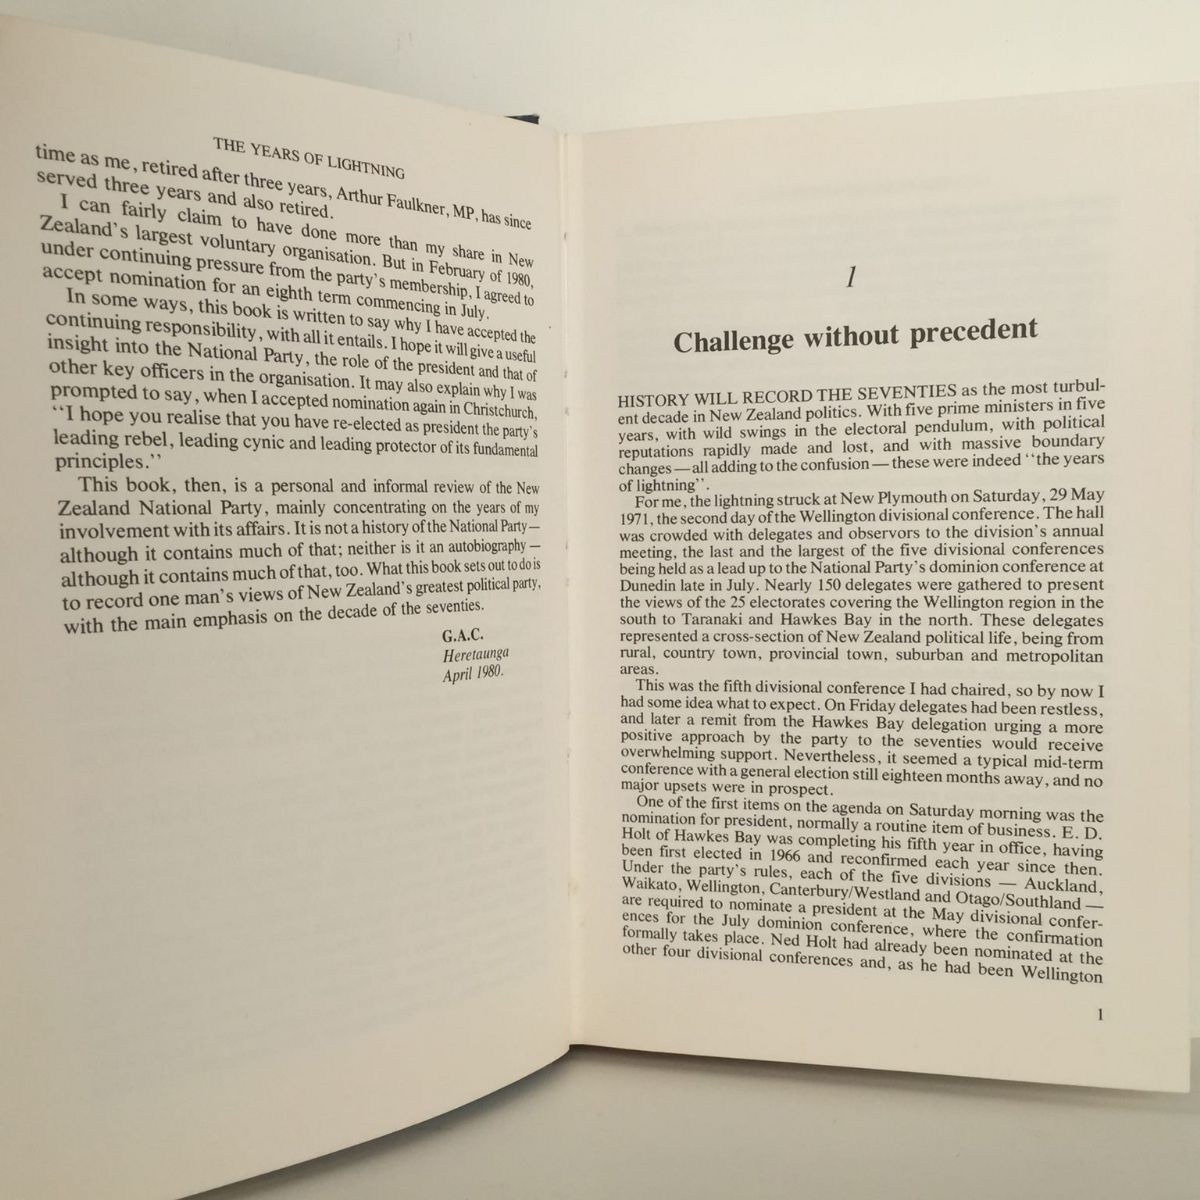 THE YEARS OF LIGHTNING
time as me, retired after three years, Arthur Faulkner, MP, has since
served three years and also retired.
I can fairly claim to have done more than my share in New
Zealand's largest voluntary organisation. But in February of 1980,
under continuing pressure from the party's membership, I agreed to
accept nomination for an eighth term commencing in July.
In some ways, this book is written to say why I have accepted the
continuing responsibility, with all it entails. I hope it will give a useful
insight into the National Party, the role of the president and that of
other key officers in the organisation. It may also explain why I was
prompted to say, when I accepted nomination again in Christchurch,
"I hope you realise that you have re-elected as president the party's
leading rebel, leading cynic and leading protector of its fundamental
principles."
This book, then, is a personal and informal review of the New
Zealand National Party, mainly concentrating on the years of my
involvement with its affairs. It is not a history of the National Party—
although it contains much of that; neither is it an autobiography—
although it contains much of that, too. What this book sets out to do is
to record one man's views of New Zealand's greatest political party,
with the main emphasis on the decade of the seventies.
G.A.C.
Heretaunga
April 1980.
1
Challenge without precedent
HISTORY WILL RECORD THE SEVENTIES as the most turbul-
ent decade in New Zealand politics. With five prime ministers in five
years, with wild swings in the electoral pendulum, with political
reputations rapidly made and lost, and with massive boundary
changes—all adding to the confusion—these were indeed "the years
of lightning".
For me, the lightning struck at New Plymouth on Saturday, 29 May
1971, the second day of the Wellington divisional conference. The hall
was crowded with delegates and observors to the division's annual
meeting, the last and the largest of the five divisional conferences
being held as a lead up to the National Party's dominion conference at
Dunedin late in July. Nearly 150 delegates were gathered to present
the views of the 25 electorates covering the Wellington region in the
south to Taranaki and Hawkes Bay in the north. These delegates
represented a cross-section of New Zealand political life, being from
rural, country town, provincial town, suburban and metropolitan
areas.
This was the fifth divisional conference I had chaired, so by now I
had some idea what to expect. On Friday delegates had been restless,
and later a remit from the Hawkes Bay delegation urging a more
positive approach by the party to the seventies would receive
overwhelming support. Nevertheless, it seemed a typical mid-term
conference with a general election still eighteen months away, and no
major upsets were in prospect.
One of the first items on the agenda on Saturday morning was the
nomination for president, normally a routine item of business. E. D.
Holt of Hawkes Bay was completing his fifth year in office, having
been first elected in 1966 and reconfirmed each year since then.
Under the party's rules, each of the five divisions — Auckland,
Waikato, Wellington, Canterbury/Westland and Otago/Southland —
are required to nominate a president at the May divisional confer-
ences for the July dominion conference, where the confirmation
formally takes place. Ned Holt had already been nominated at the
other four divisional conferences and, as he had been Wellington
1